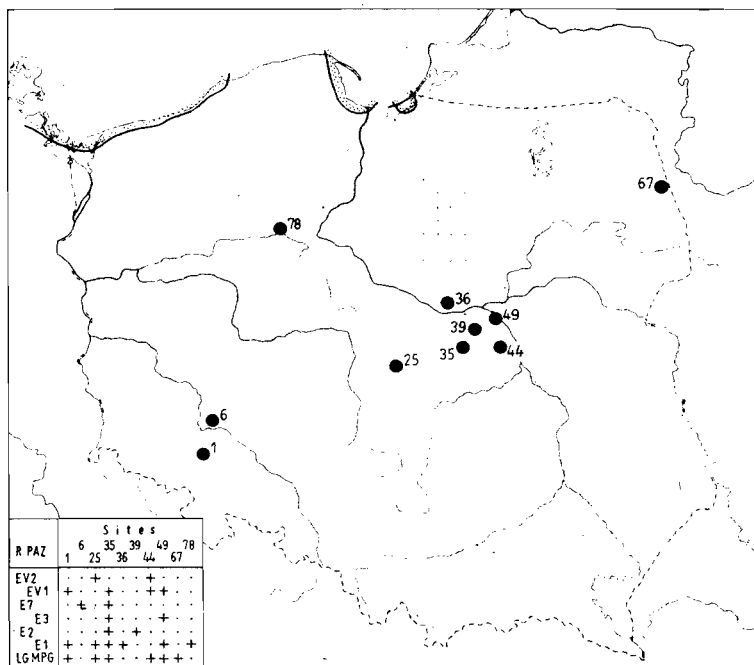 67
78
36
49
39
35
44
25
6
1
Sites
6 35 39 49 78
R PAZ
1 25 36 44 67
EV2 . . + . . . + . . .
EV1 + . . + . . + + . .
E7 . + . + . . . . . .
E3 . . . + . . . + . .
E2 . . . + . + . . . .
E1 + . + + + . . + . +
LGMPG + . + + . . + + + .